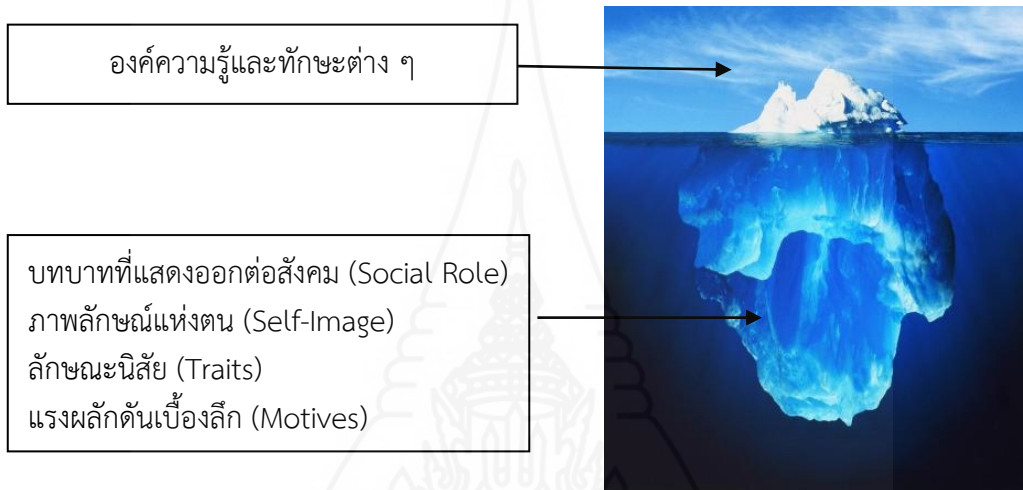 องค์ความรู้และทักษะต่าง ๆ
บทบาทที่แสดงออกต่อสังคม (Social Role)
ภาพลักษณ์แห่งตน (Self-Image)
ลักษณะนิสัย (Traits)
แรงผลักดันเบื้องลึก (Motives)